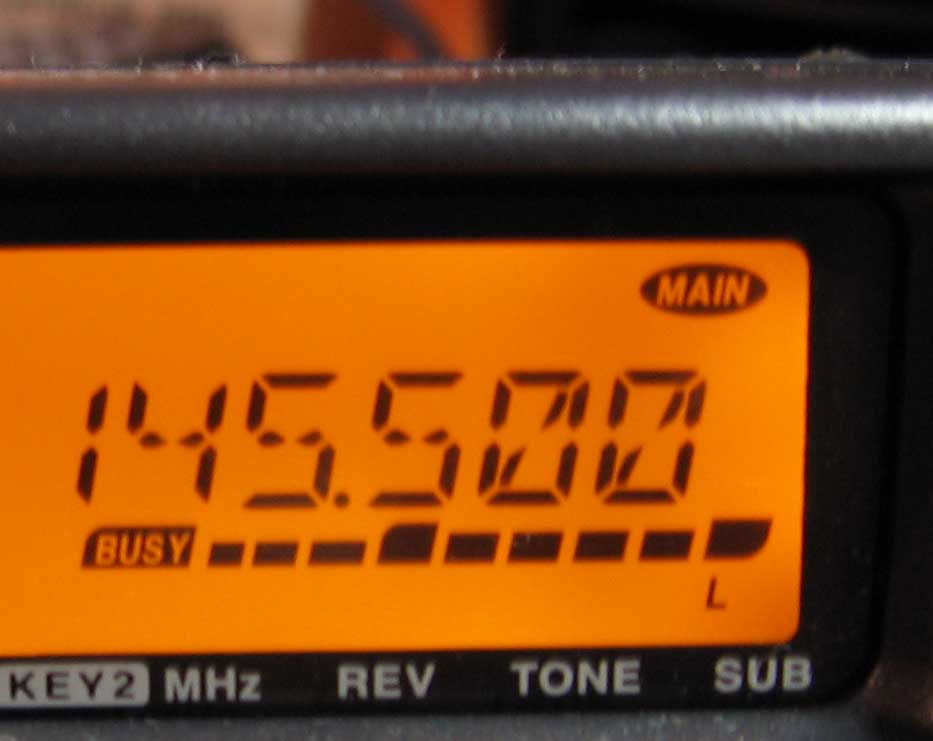 MAIN
145.500
BUSY
L
KEY2 MHz REV TONE SUB